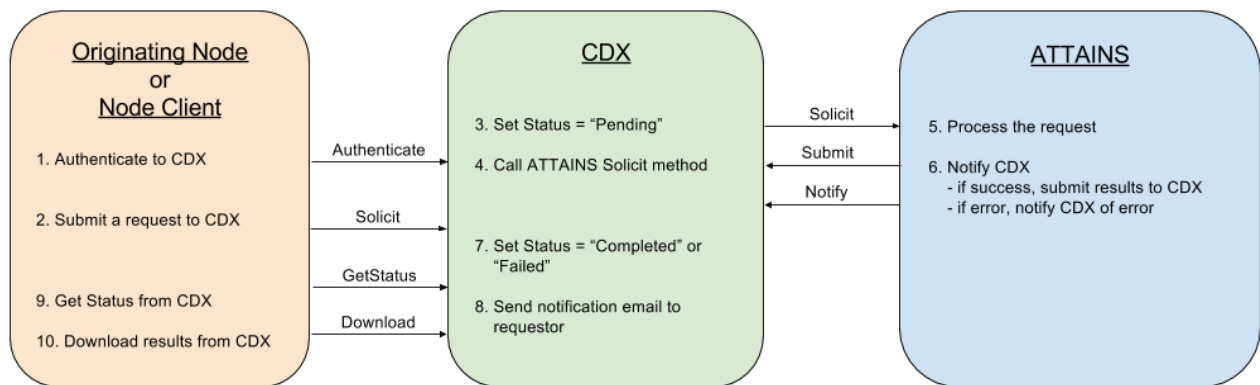 Originating Node
or
Node Client
1. Authenticate to CDX
2. Submit a request to CDX
9. Get Status from CDX
10. Download results from CDX
Authenticate
Solicit
GetStatus
Download
CDX
3. Set Status = “Pending”
4. Call ATTAINS Solicit method
7. Set Status = “Completed” or
“Failed”
8. Send notification email to
requestor
Solicit
Submit
Notify
ATTAINS
5. Process the request
6. Notify CDX
- if success, submit results to CDX
- if error, notify CDX of error